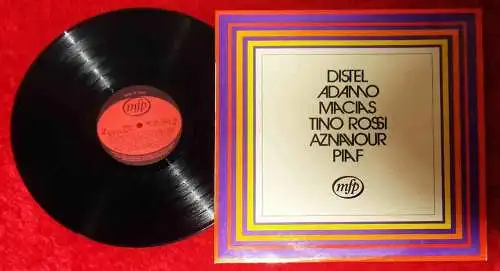 mfp
DISTEL
ADAMO
MACIAS
TINO ROSSI
AZNAVOUR
PIAF
mfp